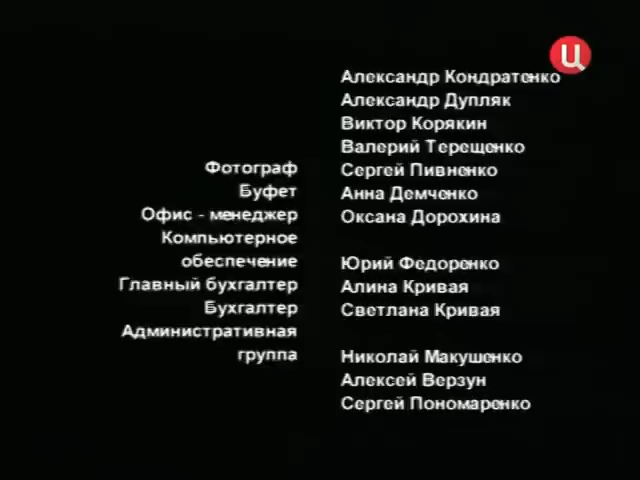 Ц
Александр Кондратенко
Александр Дупляк
Виктор Корякин
Валерий Терещенко
Фотограф Сергей Пивненко
Буфет Анна Демченко
Офис - менеджер Оксана Дорохина
Компьютерное
обеспечение Юрий Федоренко
Главный бухгалтер Алина Кривая
Бухгалтер Светлана Кривая
Административная
группа Николай Макушенко
Алексей Верзун
Сергей Пономаренко